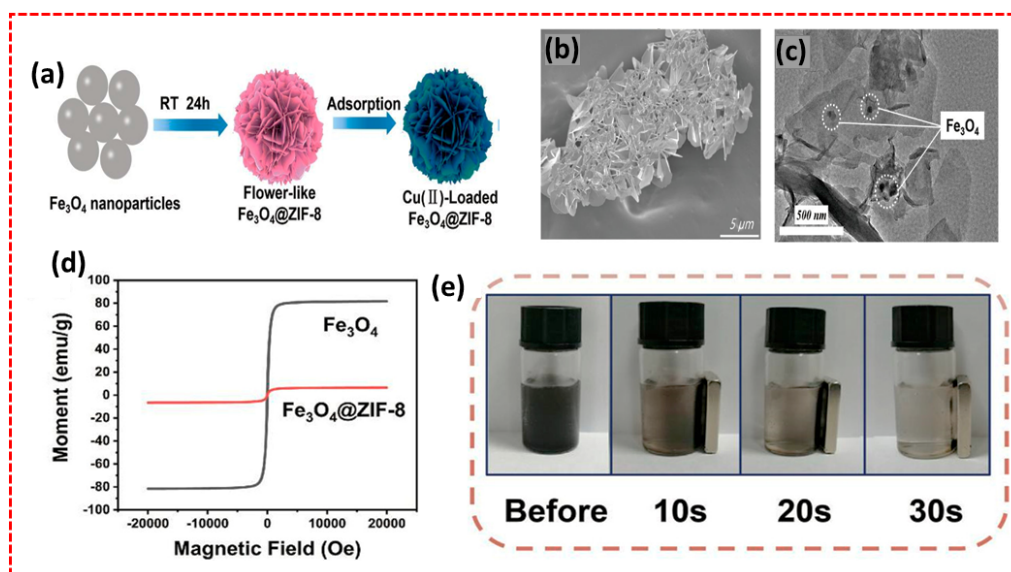 (a)
Fe₃O₄ nanoparticles
RT 24h
Flower-like
Fe₃O₄@ZIF-8
Adsorption
Cu(Ⅱ)-Loaded
Fe₃O₄@ZIF-8
(b)
5 μm
(c)
Fe₃O₄
500 nm
(d)
Moment (emu/g)
100
80
60
40
20
0
-20
-40
-60
-80
-100
Fe₃O₄
Fe₃O₄@ZIF-8
-20000 -10000 0 10000 20000
Magnetic Field (Oe)
(e)
Before 10s 20s 30s